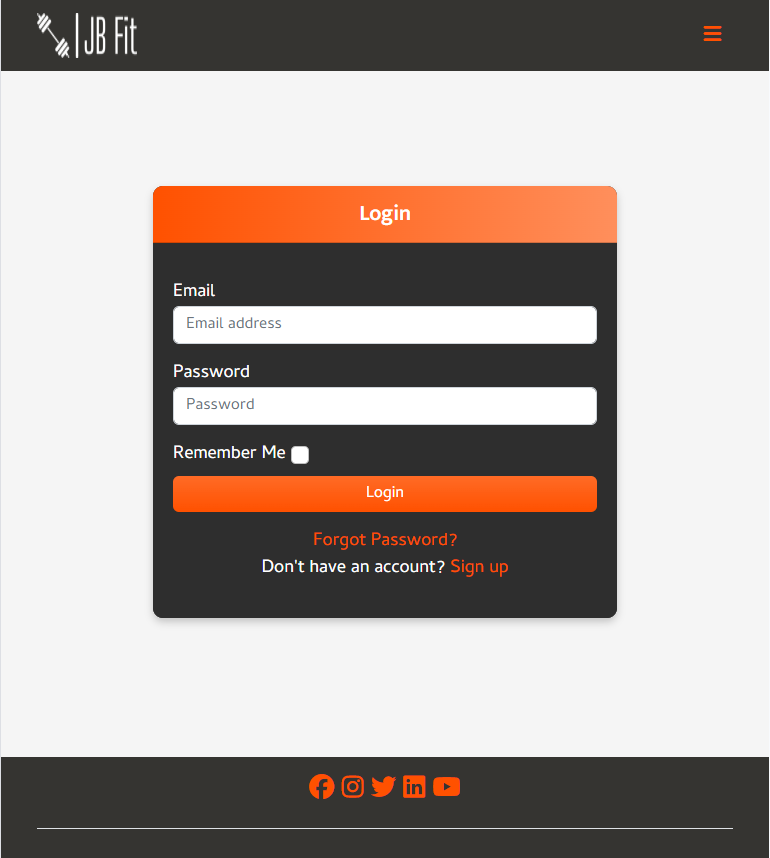 JB Fit
Login
Email
Email address
Password
Password
Remember Me
Login
Forgot Password?
Don't have an account? Sign up